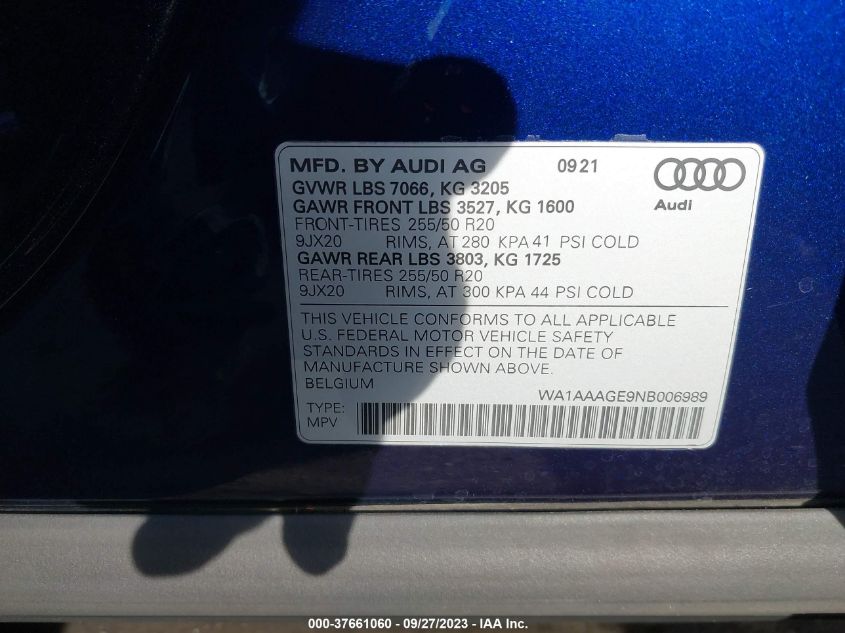 MFD. BY AUDI AG 09 21
GVWR LBS 7066, KG 3205
GAWR FRONT LBS 3527, KG 1600
Audi
FRONT-TIRES 255/50 R20
9JX20 RIMS, AT 280 KPA 41 PSI COLD
GAWR REAR LBS 3803, KG 1725
REAR-TIRES 255/50 R20
9JX20 RIMS, AT 300 KPA 44 PSI COLD
THIS VEHICLE CONFORMS TO ALL APPLICABLE
U.S. FEDERAL MOTOR VEHICLE SAFETY
STANDARDS IN EFFECT ON THE DATE OF
MANUFACTURE SHOWN ABOVE.
BELGIUM WA1AAAGE9NB006989
TYPE:
MPV
000-37661060 - 09/27/2023 - IAA Inc.